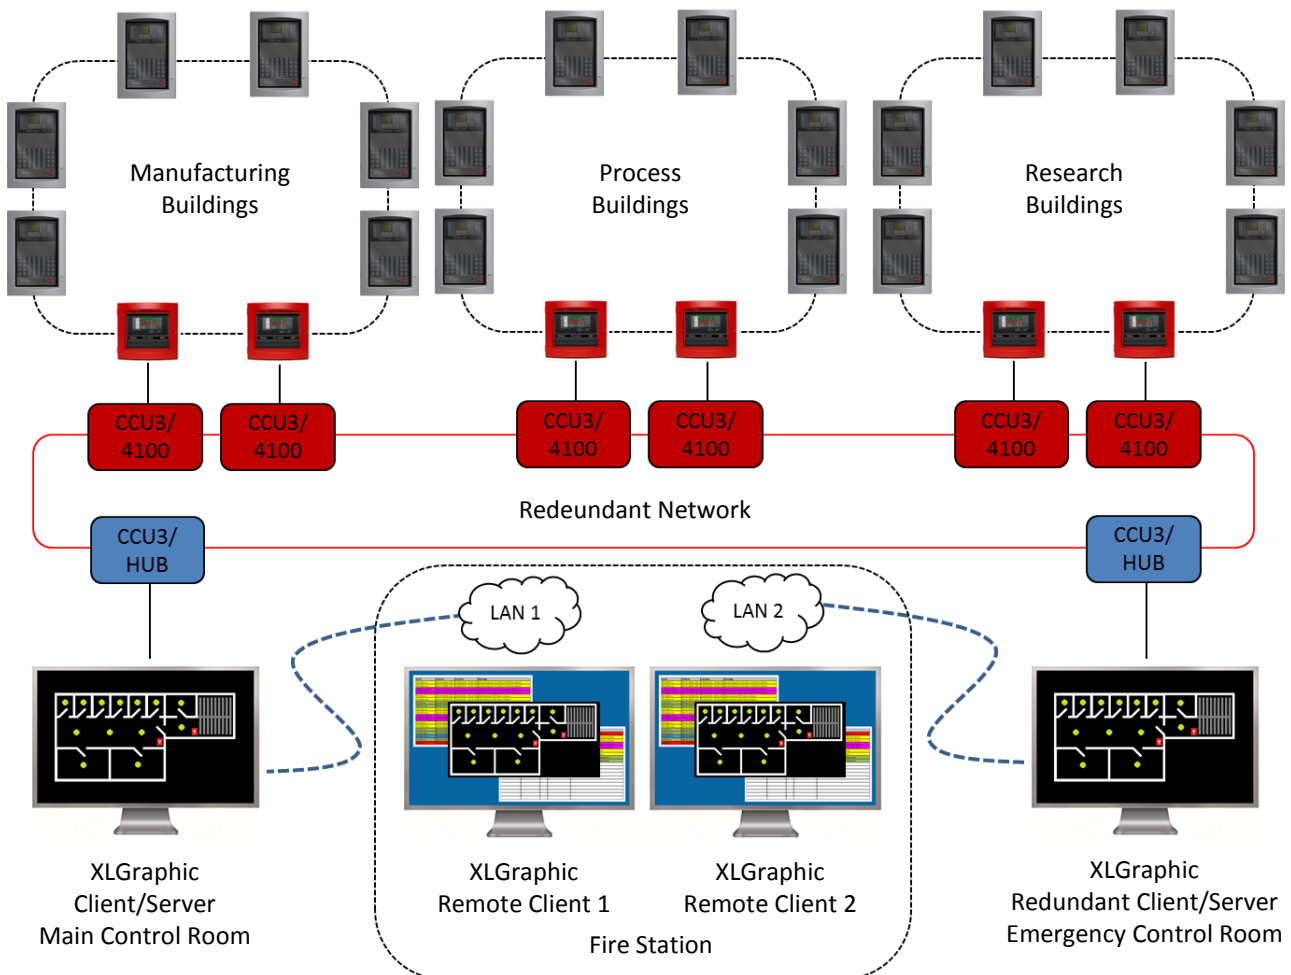 Manufacturing
Buildings
Process
Buildings
Research
Buildings
CCU3/
4100
CCU3/
4100
CCU3/
4100
CCU3/
4100
CCU3/
4100
CCU3/
4100
Redeundant Network
CCU3/
HUB
CCU3/
HUB
LAN 1
LAN 2
XLGraphic
Client/Server
Main Control Room
XLGraphic
Remote Client 1
XLGraphic
Remote Client 2
Fire Station
XLGraphic
Redundant Client/Server
Emergency Control Room